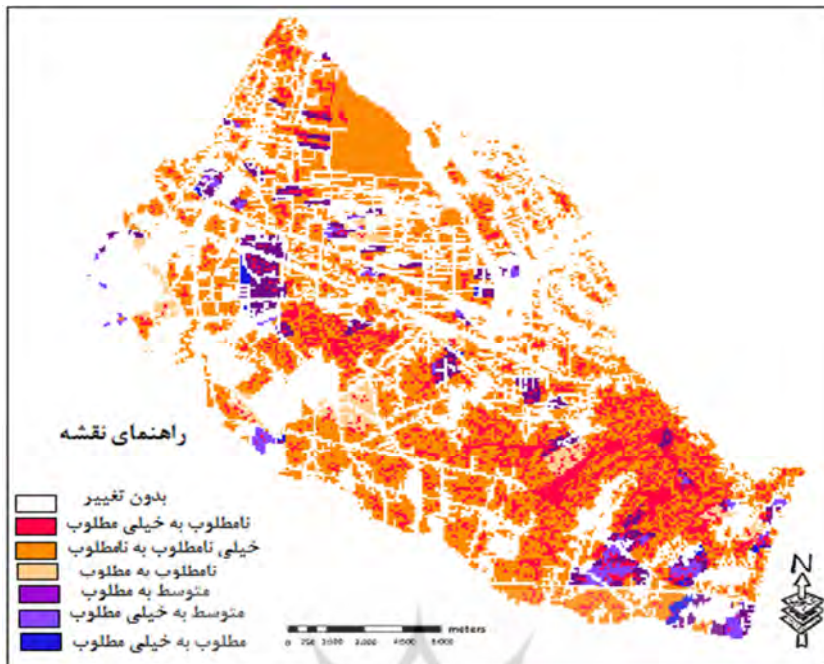 راهنمای نقشه
بدون تغییر
نامطلوب به خیلی مطلوب
خیلی نامطلوب به نامطلوب
نامطلوب به مطلوب
متوسط به مطلوب
متوسط به خیلی مطلوب
مطلوب به خیلی مطلوب
N
meters
0